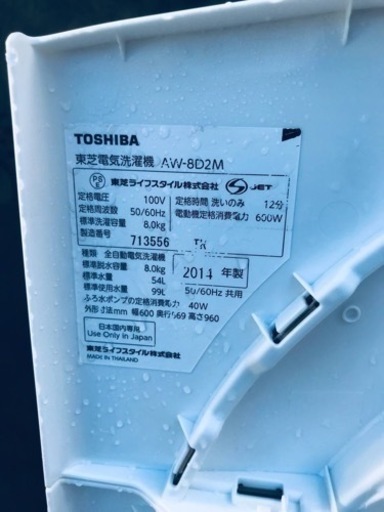 TOSHIBA
東芝電気洗濯機 AW-8D2M
PS E 東芝ライフスタイル株式会社 S JET
定格電圧 100V 定格時間 洗いのみ 12分
定格周波数 50/60Hz 電動機定格消費電力 600W
標準洗濯容量 8.0kg
製造番号 713556 TK
種類 全自動電気洗濯機
標準脱水容量 8.0kg 2014 年製
標準水量 54L
標準使用水量 99L 50/60Hz 共用
ふろ水ポンプの定格消費電力 40W
外形寸法mm 幅600 奥行569 高さ960
日本国内専用
Use Only in Japan
東芝ライフスタイル株式会社
MADE IN THAILAND